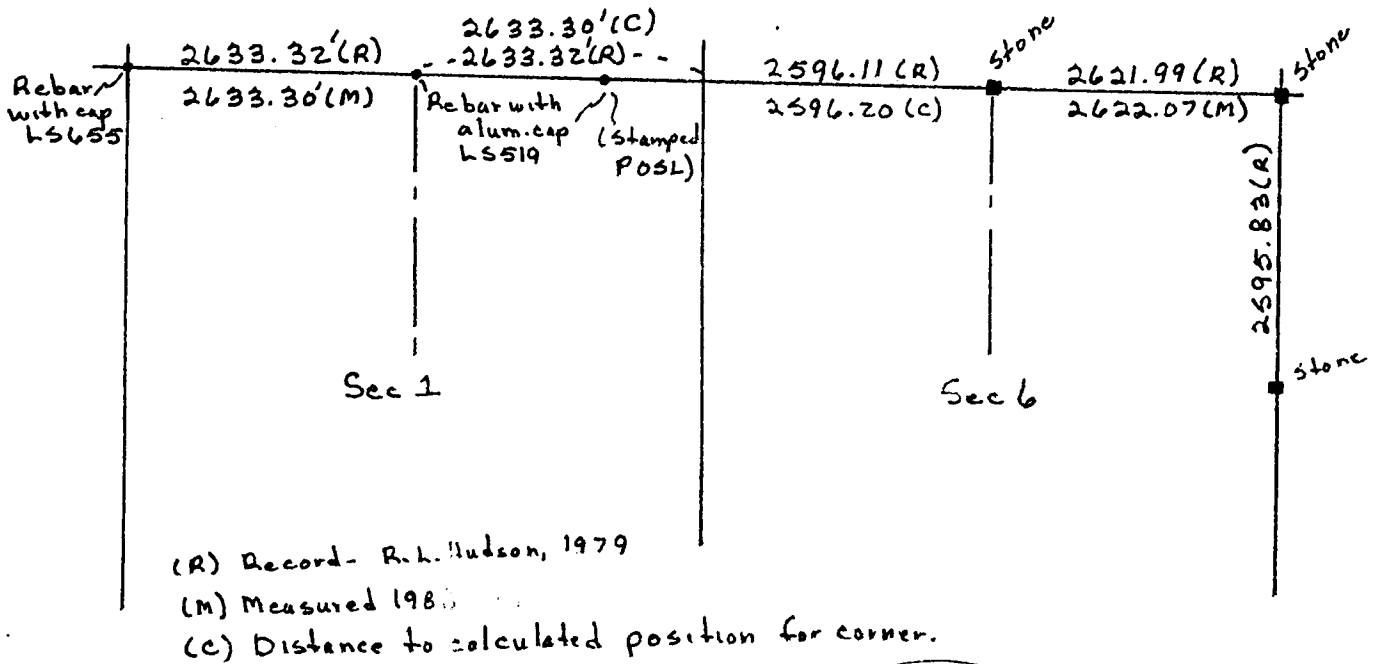 2633.32'(R)
2633.30'(M)
2633.30'(C)
--2633.32'(R)--
2596.11(R)
2596.20(C)
Stone
2621.99(R)
2622.07(M)
Stone
Rebar
with cap
LS655
Rebar with
alum.cap
LS519
(Stamped
POSL)
2595.83(R)
Stone
Sec 1
Sec 6
(R) Record- R.L. Hudson, 1979
(M) Measured
(C) Distance to calculated position for corner.